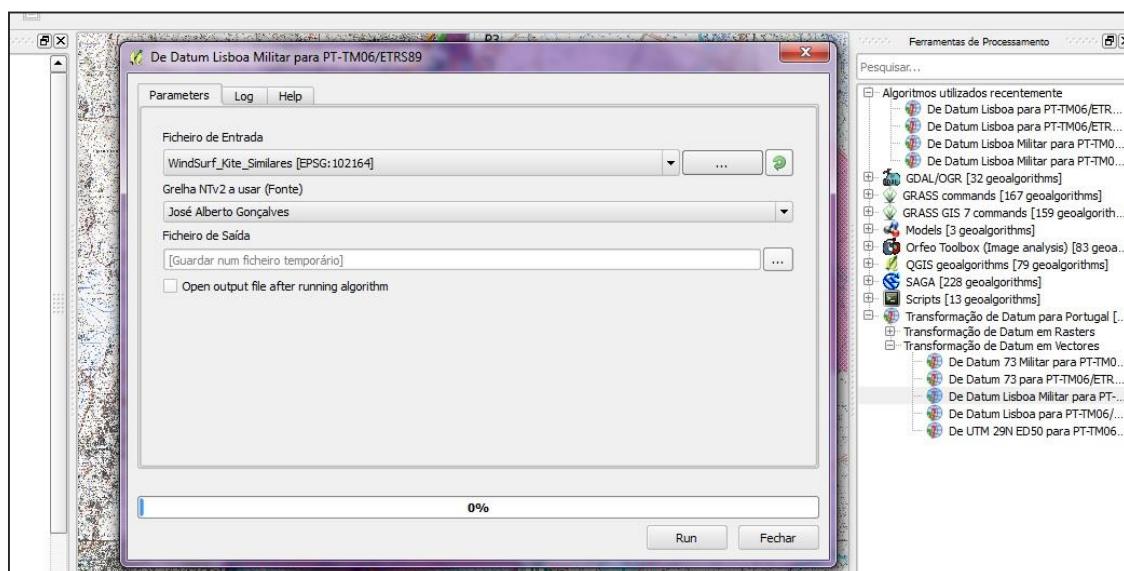 De Datum Lisboa Militar para PT-TM06/ETRS89
Parameters
Log
Help
Ficheiro de Entrada
WindSurf_Kite_Similares [EPSG:102164]
...
Grelha NTv2 a usar (Fonte)
José Alberto Gonçalves
Ficheiro de Saída
[Guardar num ficheiro temporário]
...
Open output file after running algorithm
0%
Run
Fechar
Ferramentas de Processamento
Pesquisar...
Algoritmos utilizados recentemente
De Datum Lisboa para PT-TM06/ETR...
De Datum Lisboa para PT-TM06/ETR...
De Datum Lisboa Militar para PT-TM0...
De Datum Lisboa Militar para PT-TM0...
GDAL/OGR [32 geoalgorithms]
GRASS commands [167 geoalgorithms]
GRASS GIS 7 commands [159 geoalgorith...
Models [3 geoalgorithms]
Orfeo Toolbox (Image analysis) [83 geoa...
QGIS geoalgorithms [79 geoalgorithms]
SAGA [228 geoalgorithms]
Scripts [13 geoalgorithms]
Transformação de Datum para Portugal [...
Transformação de Datum em Rasters
Transformação de Datum em Vectores
De Datum 73 Militar para PT-TM0...
De Datum 73 para PT-TM06/ETR...
De Datum Lisboa Militar para PT-...
De Datum Lisboa para PT-TM06/...
De UTM 29N ED50 para PT-TM06...